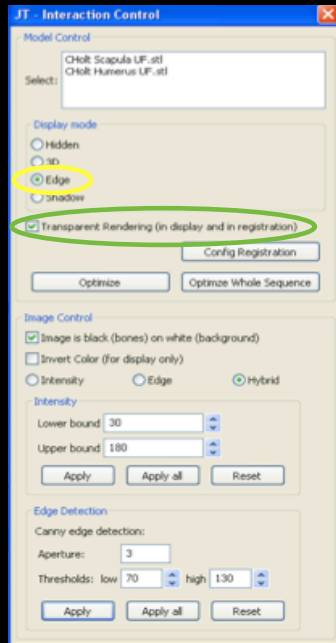 JT - Interaction Control
Model Control
Select:
CHolt Scapula UF.stl
CHolt Humerus UF.stl
Display mode
Hidden
3D
Edge
Shadow
Transparent Rendering (in display and in registration)
Config Registration
Optimize Optimze Whole Sequence
Image Control
Image is black (bones) on white (background)
Invert Color (for display only)
Intensity Edge Hybrid
Intensity
Lower bound 30
Upper bound 180
Apply Apply all Reset
Edge Detection
Canny edge detection:
Aperture: 3
Thresholds: low 70 high 130
Apply Apply all Reset